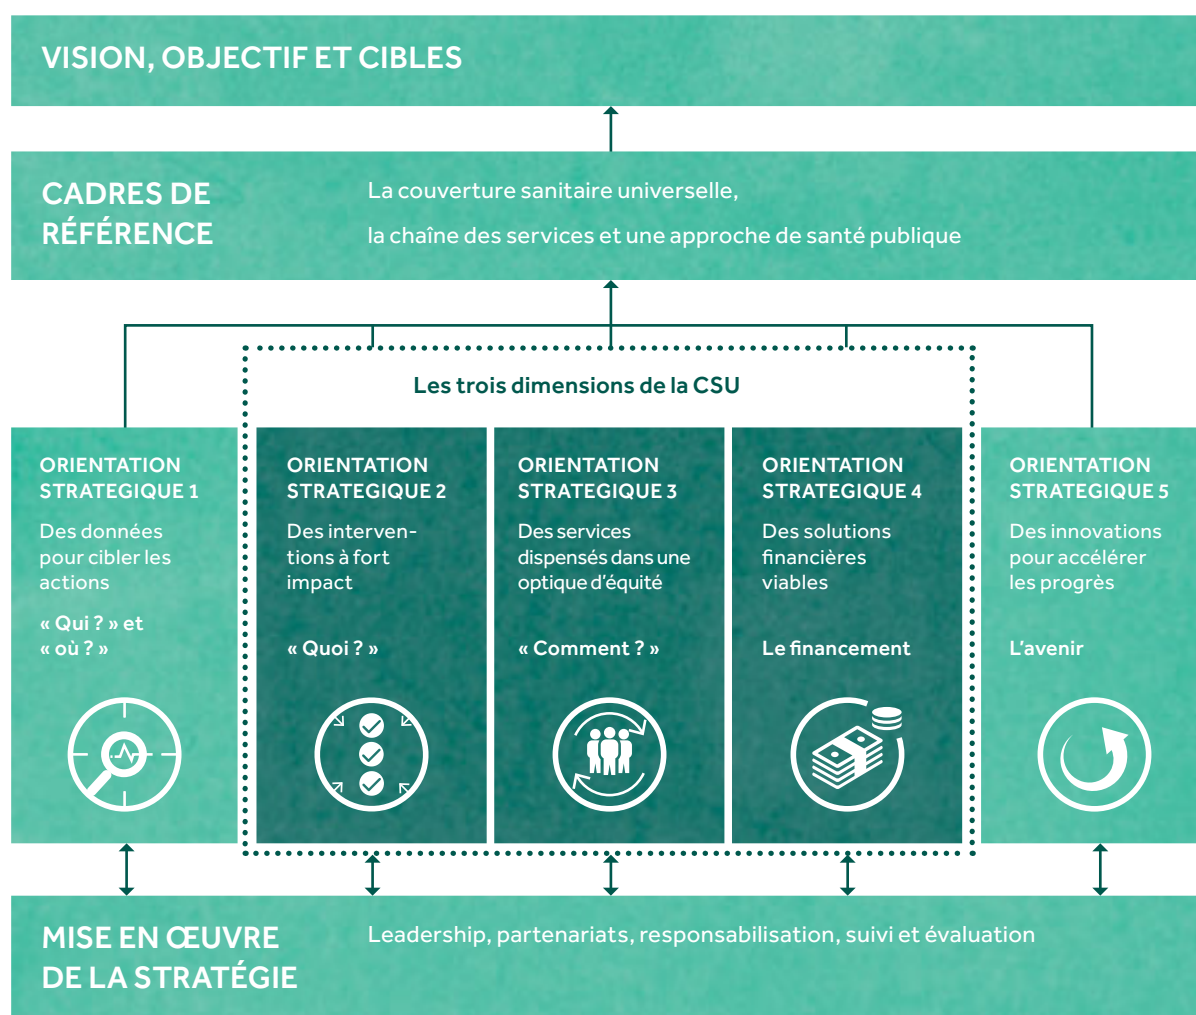 VISION, OBJECTIF ET CIBLES
CADRES DE
RÉFÉRENCE
La couverture sanitaire universelle,
la chaîne des services et une approche de santé publique
Les trois dimensions de la CSU
ORIENTATION
STRATEGIQUE 1
Des données
pour cibler les
actions
« Qui ? » et
« où ? »
ORIENTATION
STRATEGIQUE 2
Des interven-
tions à fort
impact
« Quoi ? »
ORIENTATION
STRATEGIQUE 3
Des services
dispensés dans une
optique d'équité
« Comment ? »
ORIENTATION
STRATEGIQUE 4
Des solutions
financières
viables
Le financement
ORIENTATION
STRATEGIQUE 5
Des innovations
pour accélérer
les progrès
L'avenir
MISE EN ŒUVRE
DE LA STRATÉGIE
Leadership, partenariats, responsabilisation, suivi et évaluation